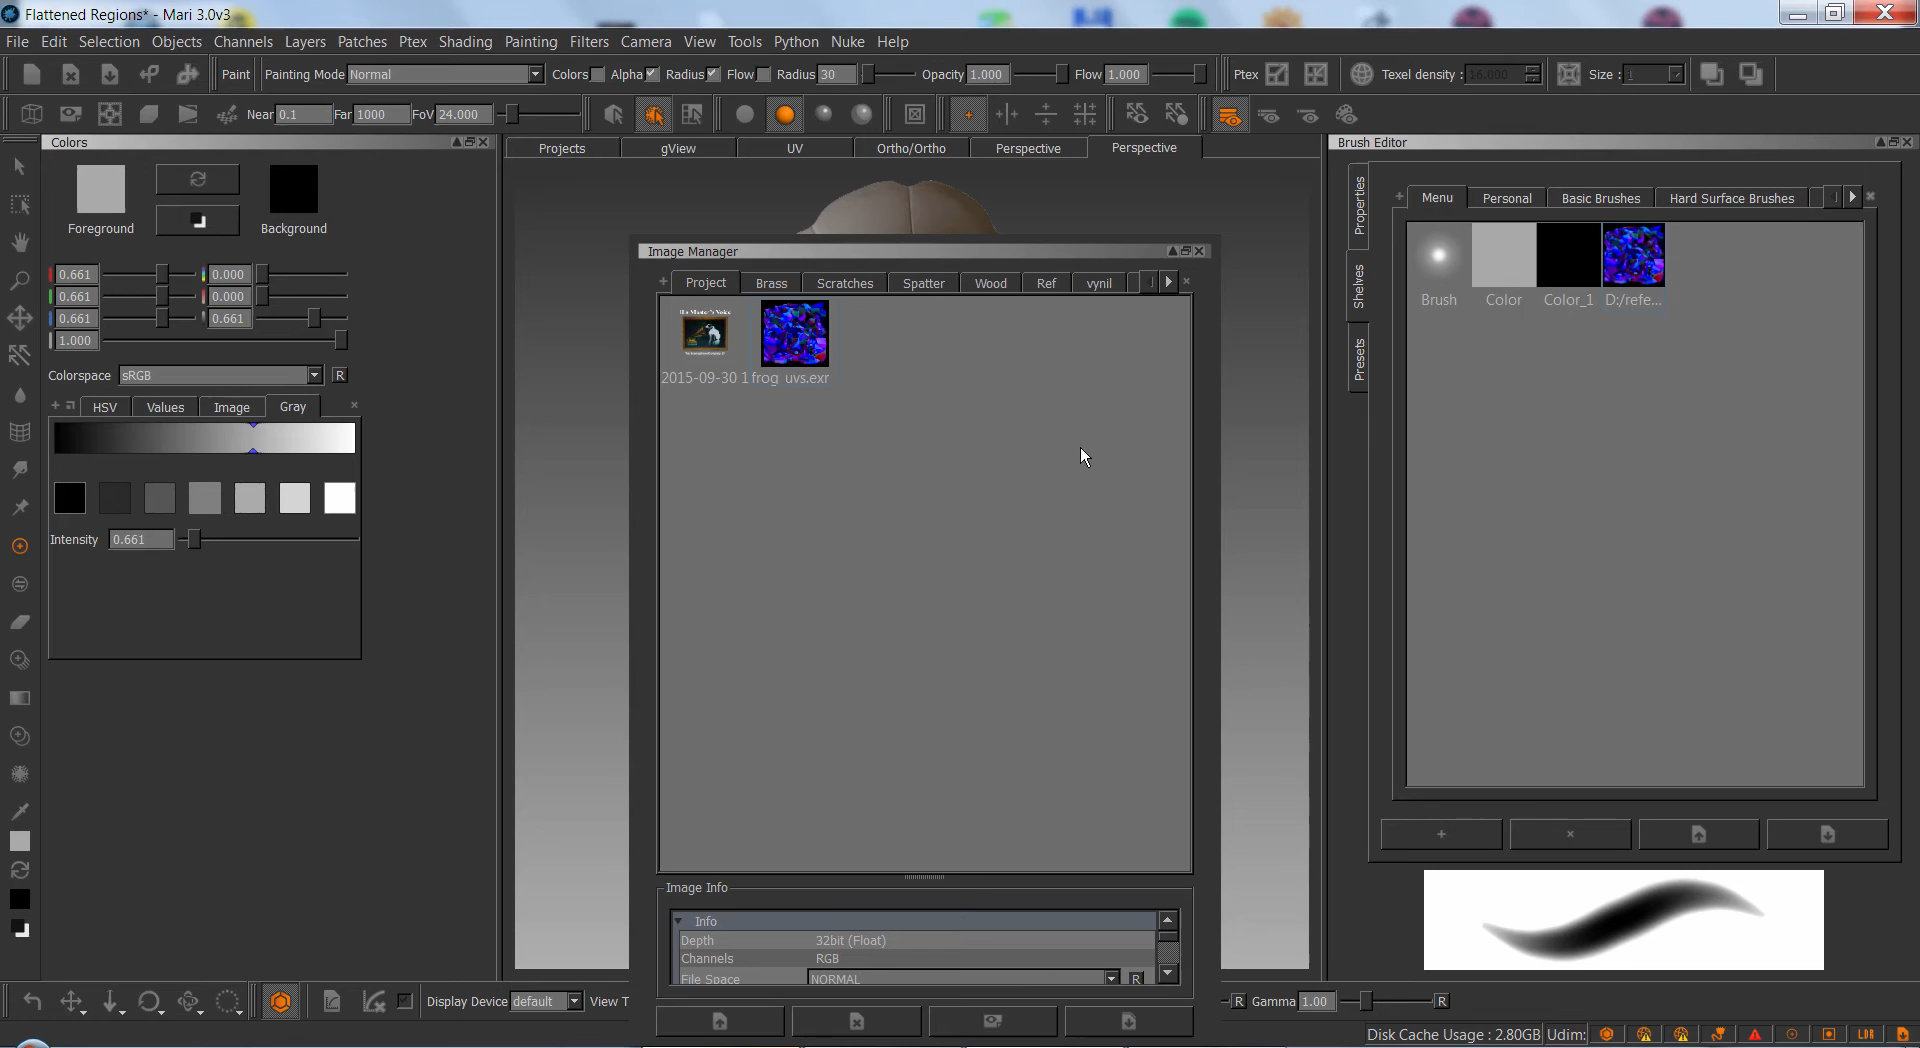 Flattened Regions* - Mari 3.0v3
File Edit Selection Objects Channels Layers Patches Ptex Shading Painting Filters Camera View Tools Python Nuke Help
Paint Painting Mode Normal Colors Alpha Radius Flow Radius 30 Opacity 1.000 Flow 1.000 Ptex Texel density : 16.000 Size : 1
Near 0.1 Far 1000 FoV 24.000
Colors
Projects gView UV Ortho/Ortho Perspective Perspective
Brush Editor
Foreground Background
Properties
Shelves
Presets
Menu Personal Basic Brushes Hard Surface Brushes
Brush Color Color_1 D:/refe...
Image Manager
Project Brass Scratches Spatter Wood Ref vynil
2015-09-30 1 frog_uvs.exr
0.661 0.000
0.661 0.000
0.661 0.661
1.000
Colorspace sRGB R
HSV Values Image Gray
Intensity 0.661
Image Info
Info
Depth 32bit (Float)
Channels RGB
File Space NORMAL R
Display Device default View T
R Gamma 1.00 R
Disk Cache Usage : 2.80GB Udim: LDR